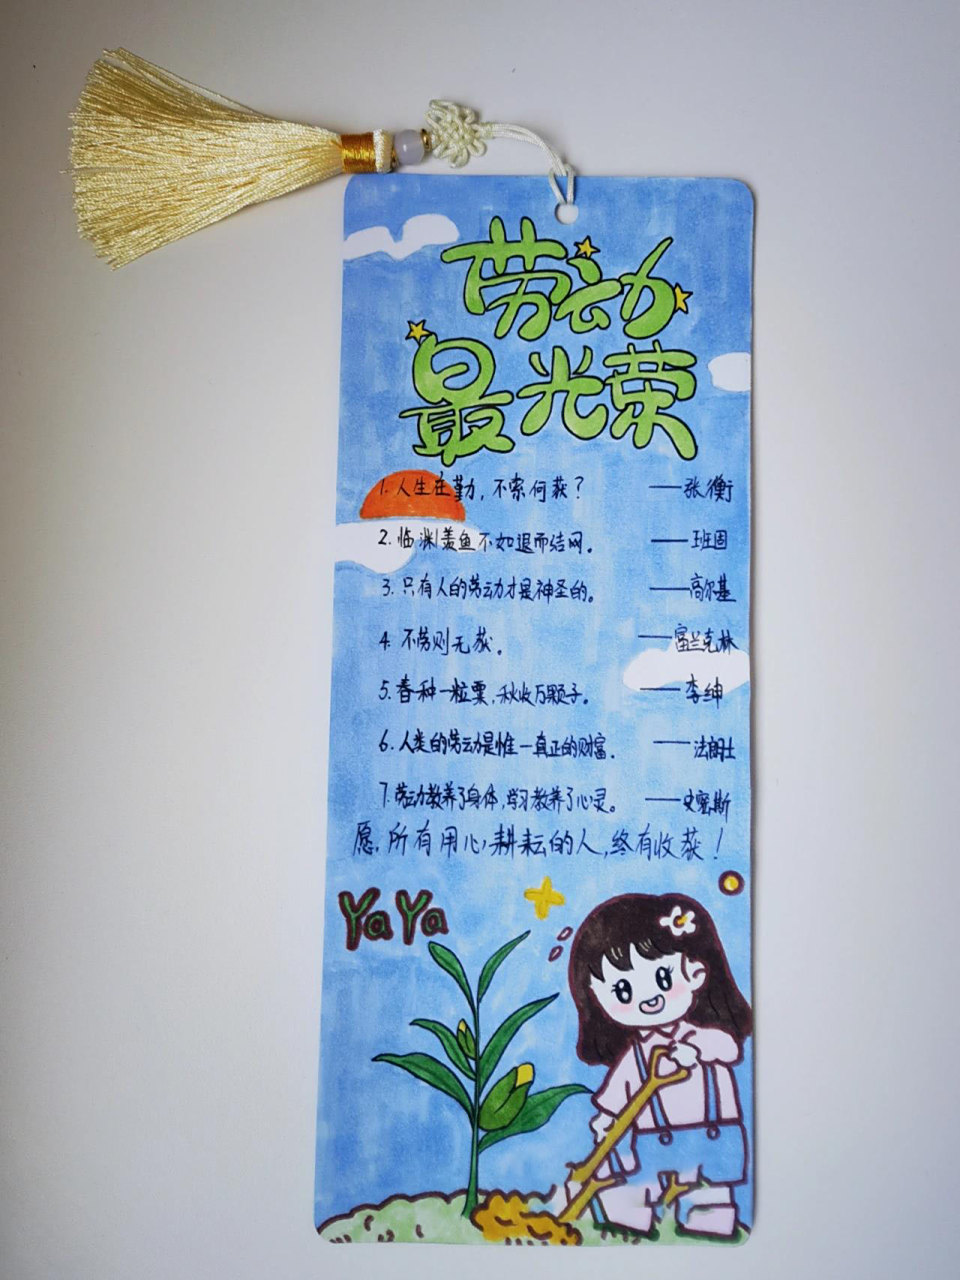 劳动
最光荣
1. 人生在勤，不索何获？ ——张衡
2. 临渊羡鱼不如退而结网。 ——班固
3. 只有人的劳动才是神圣的。 ——高尔基
4. 不劳则无获。 ——富兰克林
5. 春种一粒粟，秋收万颗子。 ——李绅
6. 人类的劳动是惟一真正的财富。 ——法朗士
7. 劳动教养了身体，学习教养了心灵。 ——史密斯
愿，所有用心耕耘的人，终有收获！
YaYa